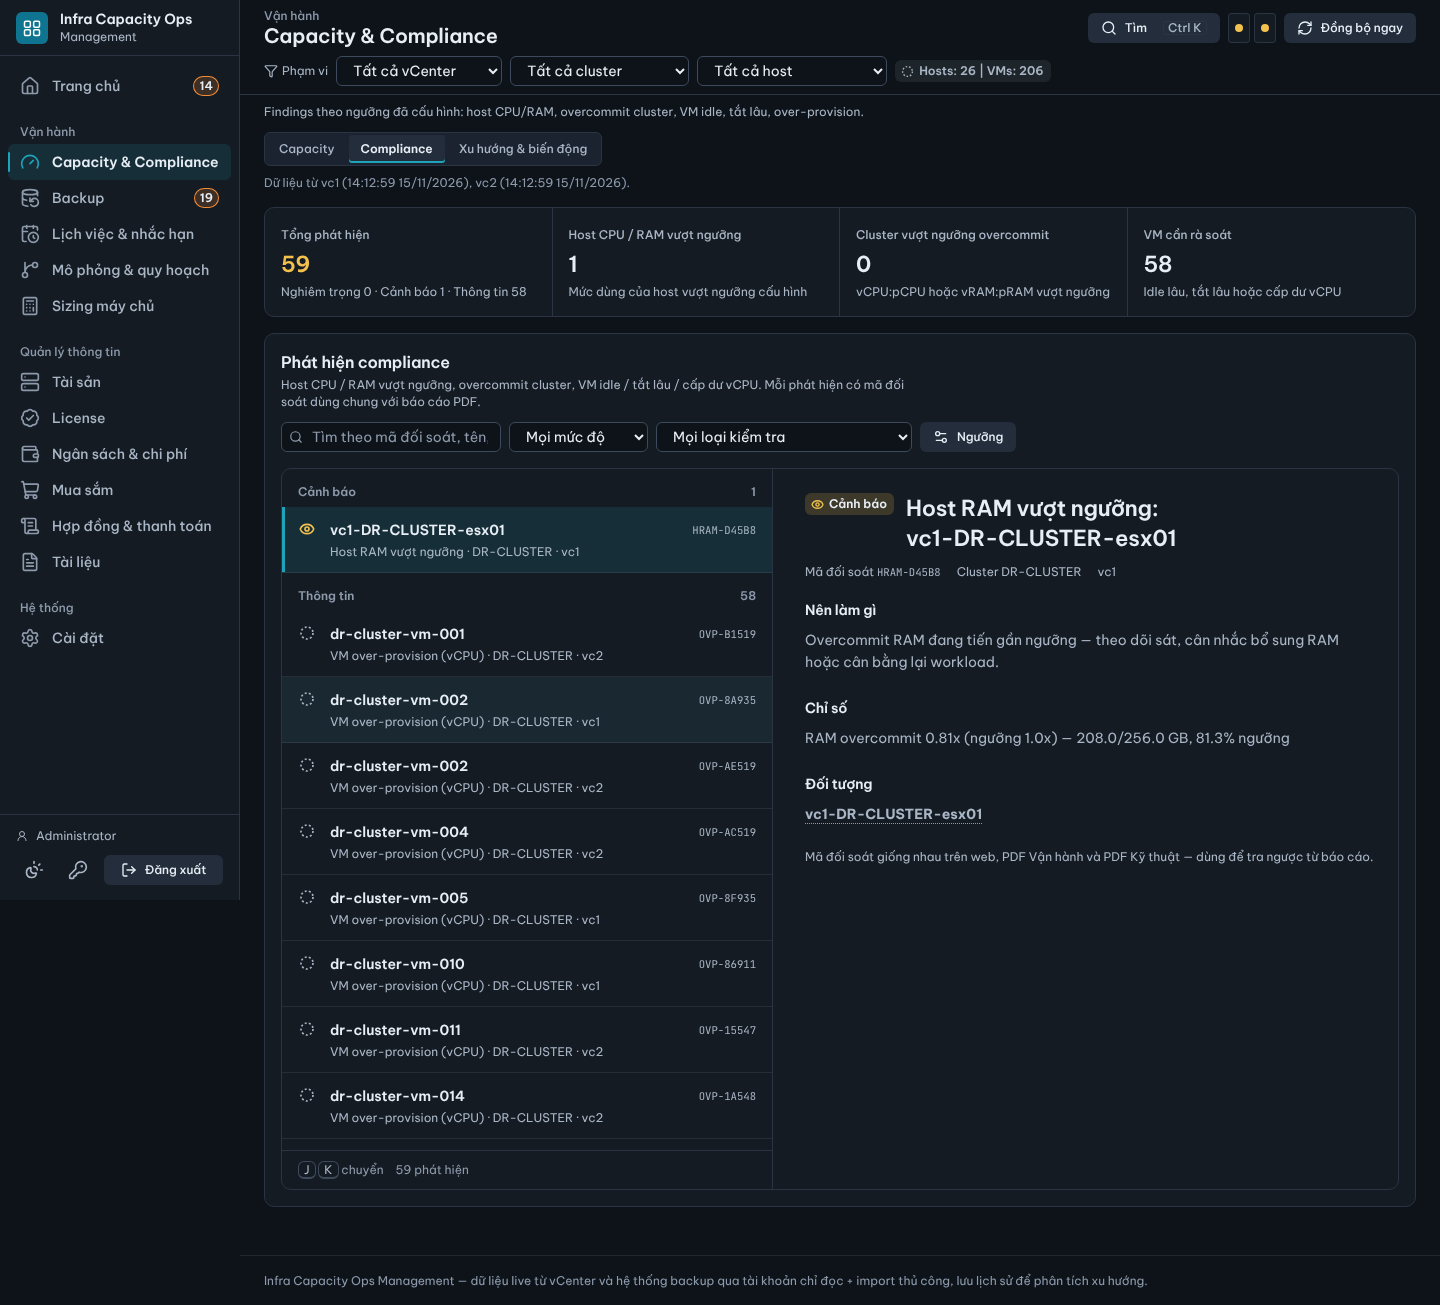 Infra Capacity Ops
Management
Trang chủ 14
Vận hành
Capacity & Compliance
Backup 19
Lịch việc & nhắc hạn
Mô phỏng & quy hoạch
Sizing máy chủ
Quản lý thông tin
Tài sản
License
Ngân sách & chi phí
Mua sắm
Hợp đồng & thanh toán
Tài liệu
Hệ thống
Cài đặt
Administrator
Đăng xuất
Vận hành
Capacity & Compliance
Tìm Ctrl K
Đồng bộ ngay
Phạm vi Tất cả vCenter Tất cả cluster Tất cả host Hosts: 26 | VMs: 206
Findings theo ngưỡng đã cấu hình: host CPU/RAM, overcommit cluster, VM idle, tắt lâu, over-provision.
Capacity Compliance Xu hướng & biến động
Dữ liệu từ vc1 (14:12:59 15/11/2026), vc2 (14:12:59 15/11/2026).
Tổng phát hiện
59
Nghiêm trọng 0 · Cảnh báo 1 · Thông tin 58
Host CPU / RAM vượt ngưỡng
1
Mức dùng của host vượt ngưỡng cấu hình
Cluster vượt ngưỡng overcommit
0
vCPU:pCPU hoặc vRAM:pRAM vượt ngưỡng
VM cần rà soát
58
Idle lâu, tắt lâu hoặc cấp dư vCPU
Phát hiện compliance
Host CPU / RAM vượt ngưỡng, overcommit cluster, VM idle / tắt lâu / cấp dư vCPU. Mỗi phát hiện có mã đối
soát dùng chung với báo cáo PDF.
Tìm theo mã đối soát, tên. Mọi mức độ Mọi loại kiểm tra Ngưỡng
Cảnh báo 1
vc1-DR-CLUSTER-esx01 HRAM-D45B8
Host RAM vượt ngưỡng · DR-CLUSTER · vc1
Thông tin 58
dr-cluster-vm-001 OVP-B1519
VM over-provision (vCPU) · DR-CLUSTER · vc2
dr-cluster-vm-002 OVP-8A935
VM over-provision (vCPU) · DR-CLUSTER · vc1
dr-cluster-vm-002 OVP-AE519
VM over-provision (vCPU) · DR-CLUSTER · vc2
dr-cluster-vm-004 OVP-AC519
VM over-provision (vCPU) · DR-CLUSTER · vc2
dr-cluster-vm-005 OVP-8F935
VM over-provision (vCPU) · DR-CLUSTER · vc1
dr-cluster-vm-010 OVP-86911
VM over-provision (vCPU) · DR-CLUSTER · vc1
dr-cluster-vm-011 OVP-15547
VM over-provision (vCPU) · DR-CLUSTER · vc2
dr-cluster-vm-014 OVP-1A548
VM over-provision (vCPU) · DR-CLUSTER · vc2
J K chuyển 59 phát hiện
Cảnh báo
Host RAM vượt ngưỡng:
vc1-DR-CLUSTER-esx01
Mã đối soát HRAM-D45B8 Cluster DR-CLUSTER vc1
Nên làm gì
Overcommit RAM đang tiến gần ngưỡng — theo dõi sát, cân nhắc bổ sung RAM
hoặc cân bằng lại workload.
Chỉ số
RAM overcommit 0.81x (ngưỡng 1.0x) — 208.0/256.0 GB, 81.3% ngưỡng
Đối tượng
vc1-DR-CLUSTER-esx01
Mã đối soát giống nhau trên web, PDF Vận hành và PDF Kỹ thuật — dùng để tra ngược từ báo cáo.
Infra Capacity Ops Management — dữ liệu live từ vCenter và hệ thống backup qua tài khoản chỉ đọc + import thủ công, lưu lịch sử để phân tích xu hướng.